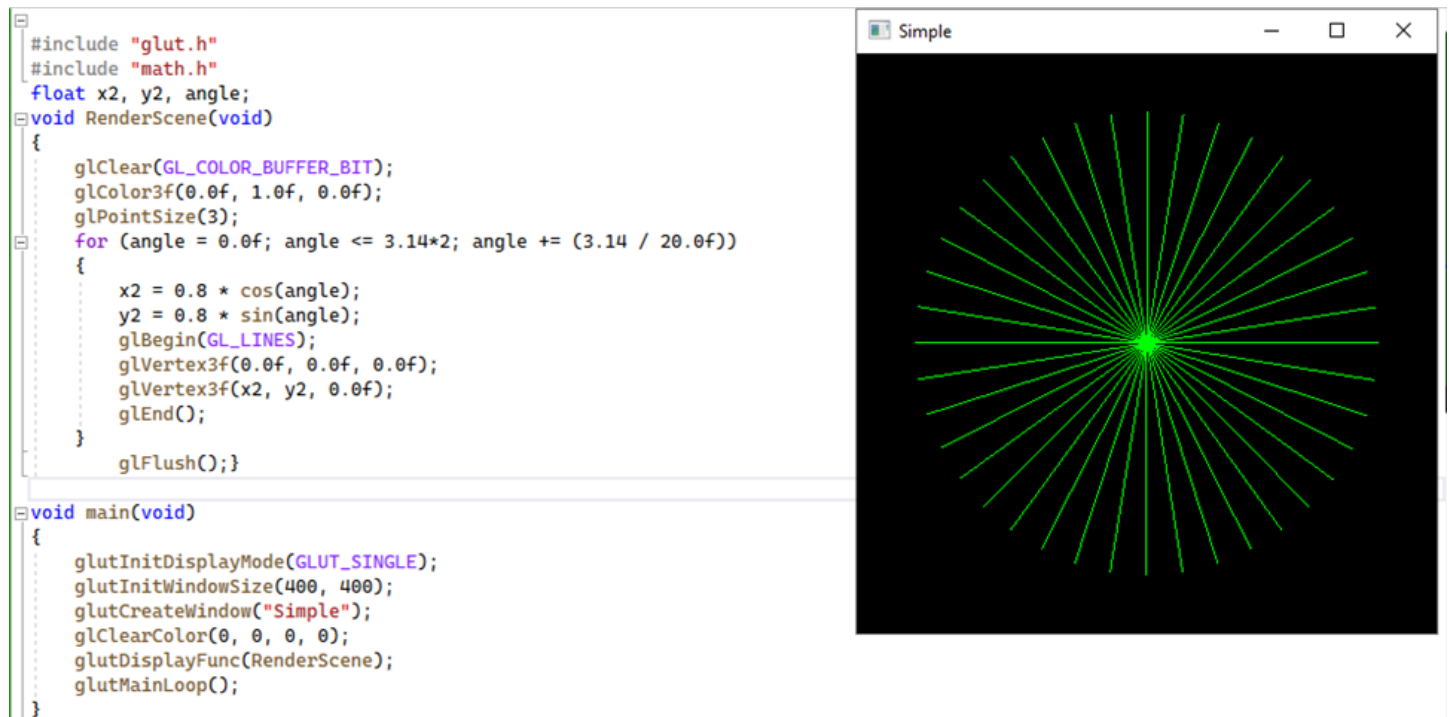 #include "glut.h"
#include "math.h"
float x2, y2, angle;
void RenderScene(void)
{
    glClear(GL_COLOR_BUFFER_BIT);
    glColor3f(0.0f, 1.0f, 0.0f);
    glPointSize(3);
    for (angle = 0.0f; angle <= 3.14*2; angle += (3.14 / 20.0f))
    {
        x2 = 0.8 * cos(angle);
        y2 = 0.8 * sin(angle);
        glBegin(GL_LINES);
        glVertex3f(0.0f, 0.0f, 0.0f);
        glVertex3f(x2, y2, 0.0f);
        glEnd();
    }
        glFlush();}
void main(void)
{
    glutInitDisplayMode(GLUT_SINGLE);
    glutInitWindowSize(400, 400);
    glutCreateWindow("Simple");
    glClearColor(0, 0, 0, 0);
    glutDisplayFunc(RenderScene);
    glutMainLoop();
}
Simple